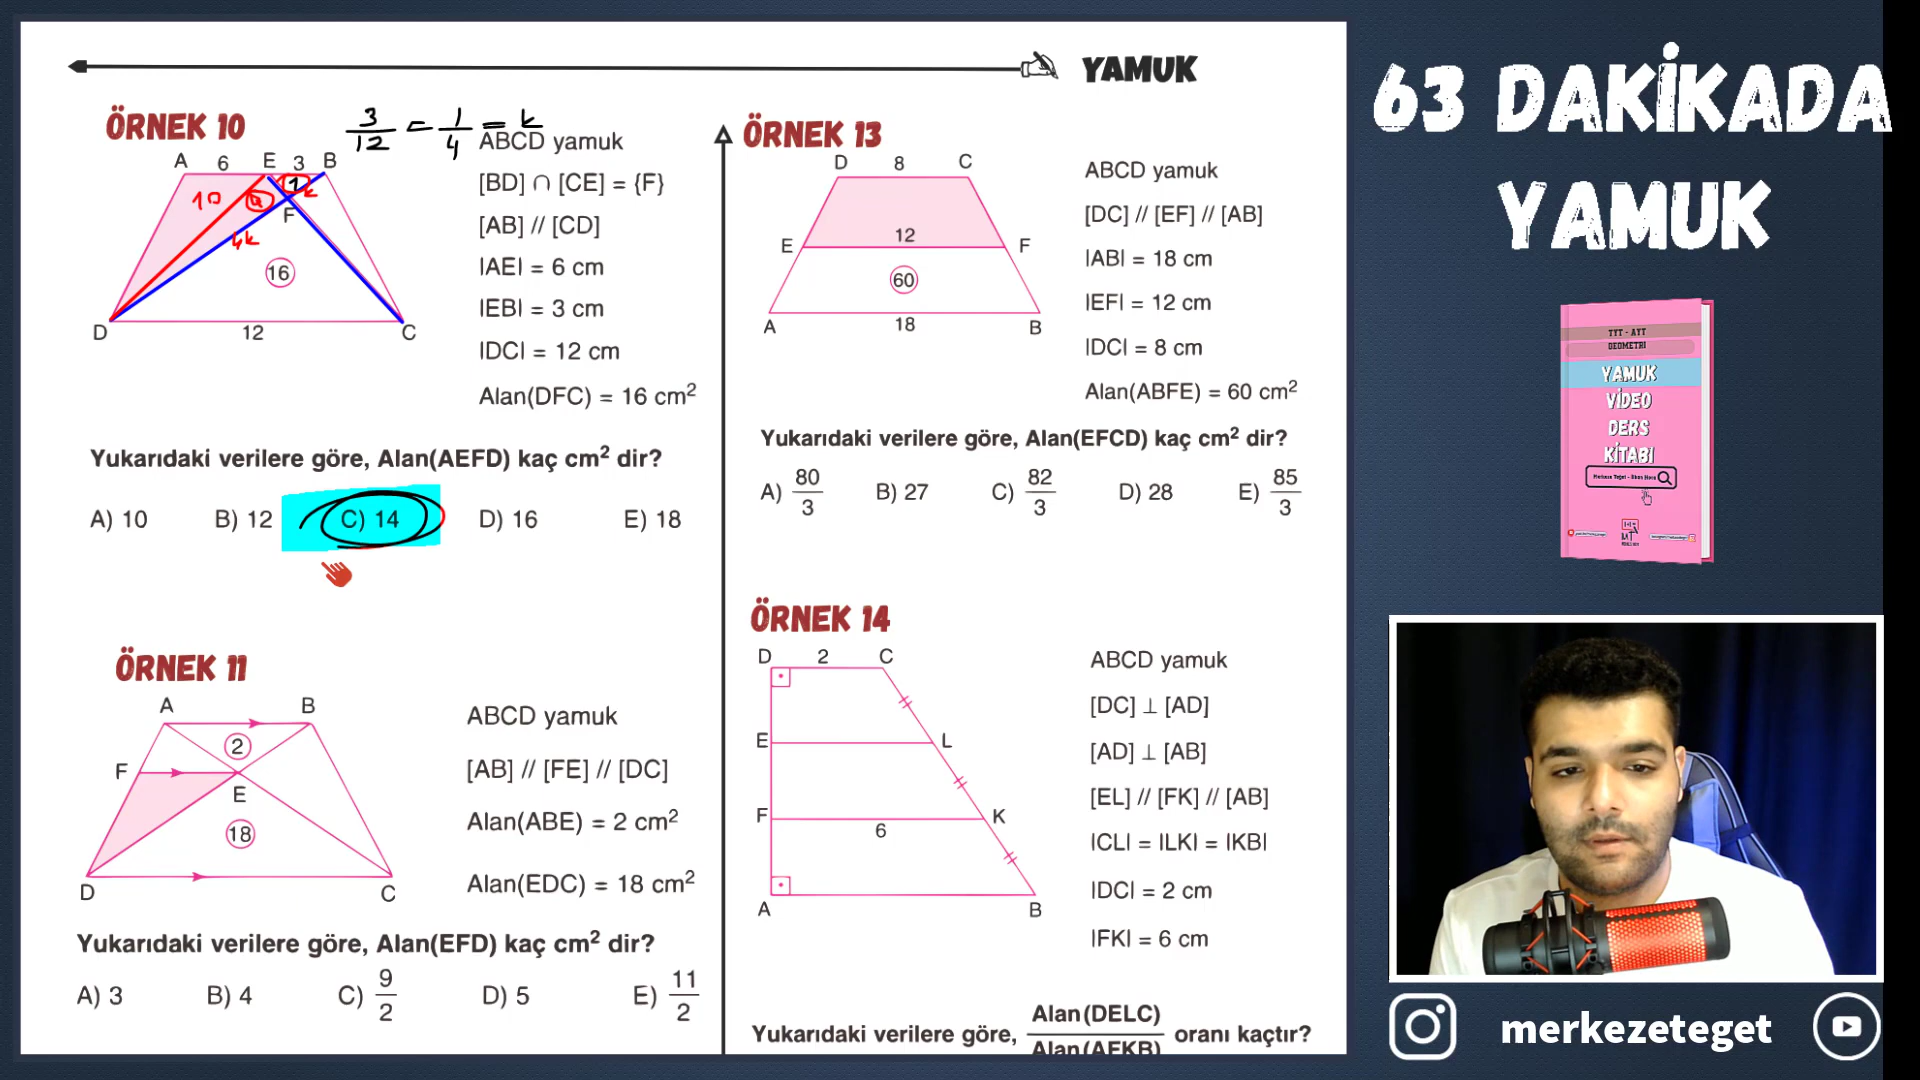 YAMUK
ÖRNEK 10
3/12 = 1/4 = k
A 6 E 3 B
10
4
1
k
F
4k
16
D 12 C
ABCD yamuk
[BD] ∩ [CE] = {F}
[AB] // [CD]
|AE| = 6 cm
|EB| = 3 cm
|DC| = 12 cm
Alan(DFC) = 16 cm²
Yukarıdaki verilere göre, Alan(AEFD) kaç cm² dir?
A) 10 B) 12 C) 14 D) 16 E) 18
ÖRNEK 11
A B
2
F
E
18
D C
ABCD yamuk
[AB] // [FE] // [DC]
Alan(ABE) = 2 cm²
Alan(EDC) = 18 cm²
Yukarıdaki verilere göre, Alan(EFD) kaç cm² dir?
A) 3 B) 4 C) 9/2 D) 5 E) 11/2
ÖRNEK 13
D 8 C
E 12 F
60
A 18 B
ABCD yamuk
[DC] // [EF] // [AB]
|AB| = 18 cm
|EF| = 12 cm
|DC| = 8 cm
Alan(ABFE) = 60 cm²
Yukarıdaki verilere göre, Alan(EFCD) kaç cm² dir?
A) 80/3 B) 27 C) 82/3 D) 28 E) 85/3
ÖRNEK 14
D 2 C
E L
F 6 K
A B
ABCD yamuk
[DC] ⊥ [AD]
[AD] ⊥ [AB]
[EL] // [FK] // [AB]
|CL| = |LK| = |KB|
|DC| = 2 cm
|FK| = 6 cm
Yukarıdaki verilere göre, Alan(DELC)/Alan(AFKB) oranı kaçtır?
63 DAKİKADA
YAMUK
TYT - AYT
GEOMETRİ
YAMUK
VİDEO
DERS
KİTABI
merkezeteget